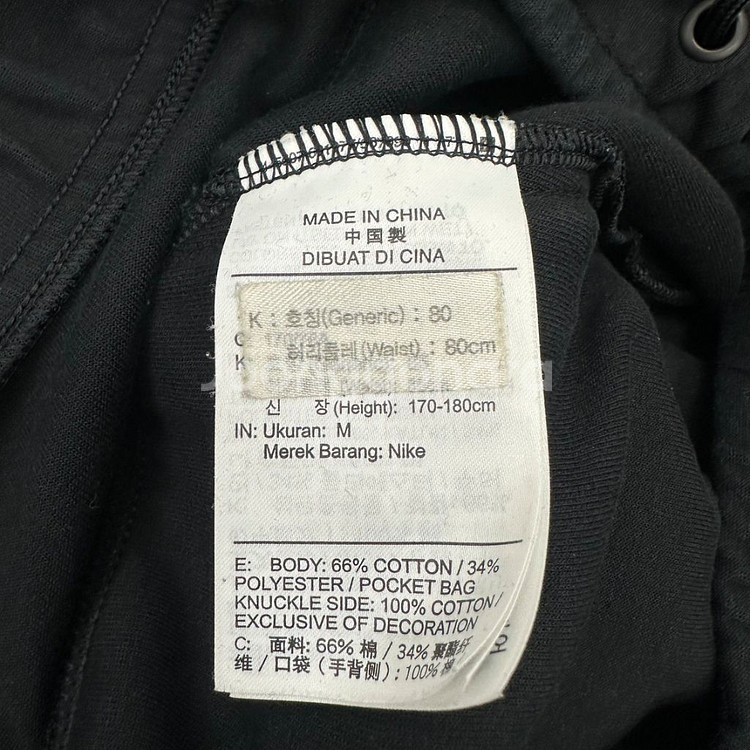 MADE IN CHINA
中国製
DIBUAT DI CINA
K : 호칭(Generic) : 80
허리둘레(Waist) : 80cm
신 장 (Height): 170-180cm
IN: Ukuran: M
Merek Barang: Nike
E: BODY: 66% COTTON / 34%
POLYESTER / POCKET BAG
KNUCKLE SIDE: 100% COTTON /
EXCLUSIVE OF DECORATION
C: 面料: 66% 棉 / 34% 聚酯纤
维 / 口袋 (手背侧) : 100% 棉